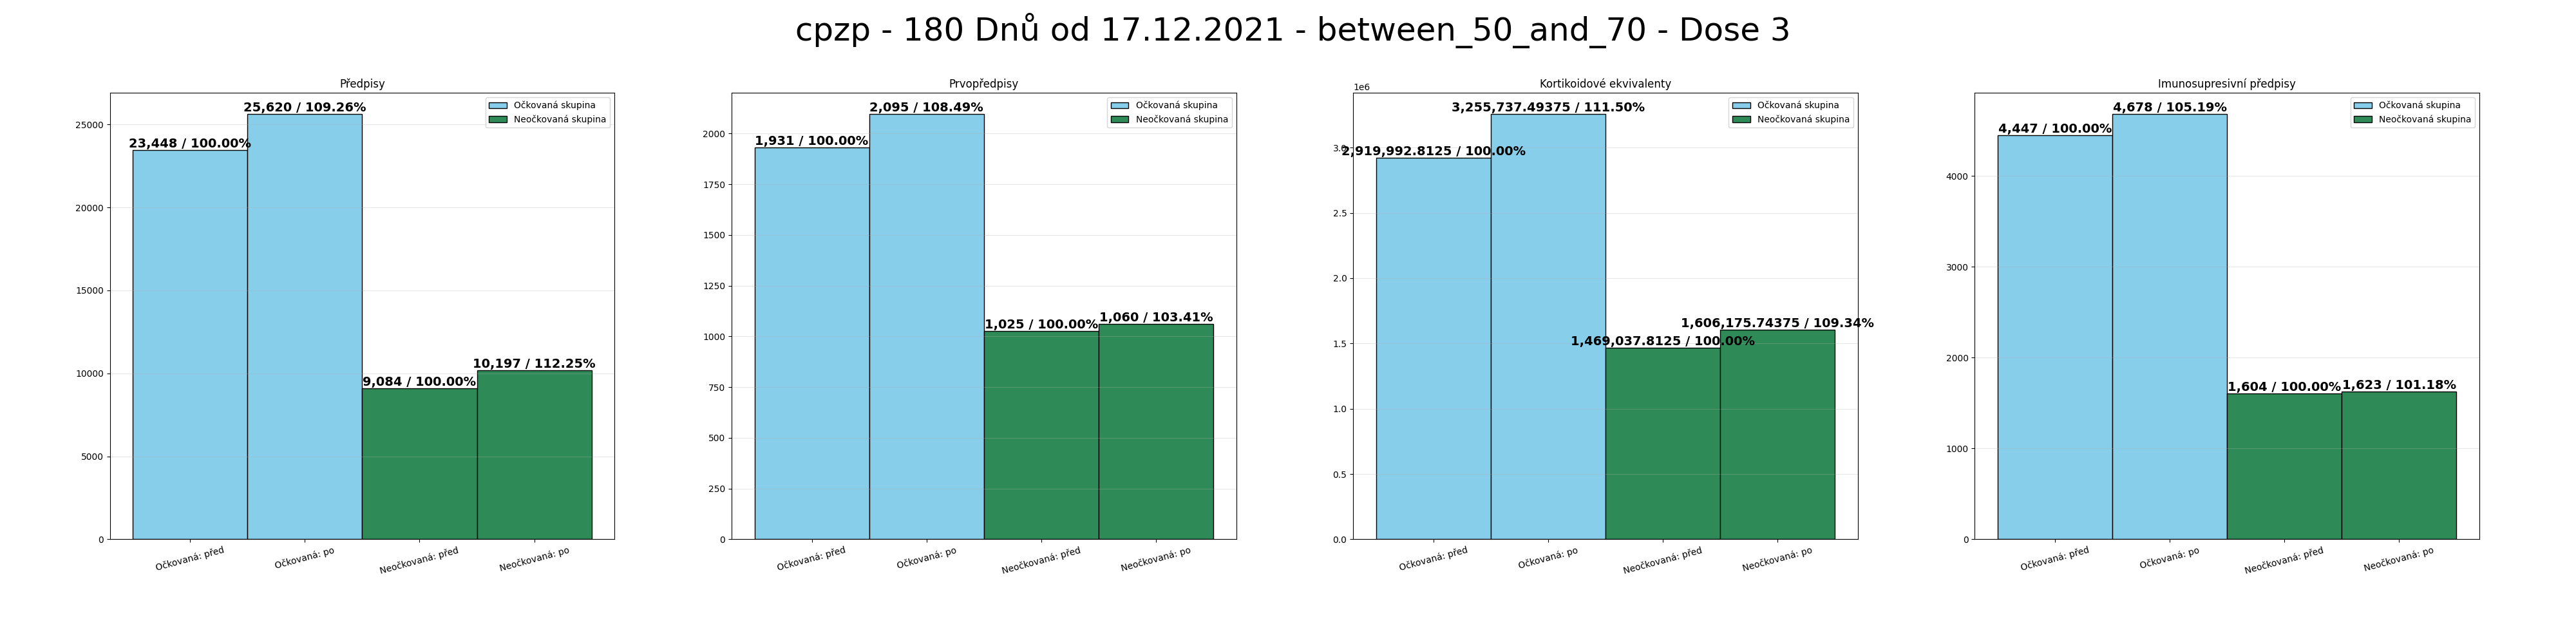 cpzp - 180 Dnů od 17.12.2021 - between_50_and_70 - Dose 3
Předpisy
25000
20000
15000
10000
5000
0
23,448 / 100.00%
25,620 / 109.26%
9,084 / 100.00%
10,197 / 112.25%
Očkovaná skupina
Neočkovaná skupina
Očkovaná: před
Očkovaná: po
Neočkovaná: před
Neočkovaná: po
Prvopředpisy
2000
1750
1500
1250
1000
750
500
250
0
1,931 / 100.00%
2,095 / 108.49%
1,025 / 100.00%
1,060 / 103.41%
Očkovaná skupina
Neočkovaná skupina
Očkovaná: před
Očkovaná: po
Neočkovaná: před
Neočkovaná: po
Kortikoidové ekvivalenty
1e6
3.0
2.5
2.0
1.5
1.0
0.5
0.0
2,919,992.8125 / 100.00%
3,255,737.49375 / 111.50%
1,469,037.8125 / 100.00%
1,606,175.74375 / 109.34%
Očkovaná skupina
Neočkovaná skupina
Očkovaná: před
Očkovaná: po
Neočkovaná: před
Neočkovaná: po
Imunosupresivní předpisy
4000
3000
2000
1000
0
4,447 / 100.00%
4,678 / 105.19%
1,604 / 100.00%
1,623 / 101.18%
Očkovaná skupina
Neočkovaná skupina
Očkovaná: před
Očkovaná: po
Neočkovaná: před
Neočkovaná: po